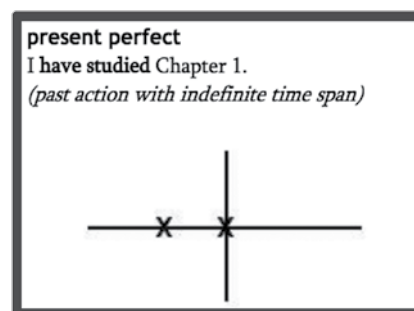 present perfect
I have studied Chapter 1.
(past action with indefinite time span)
X X